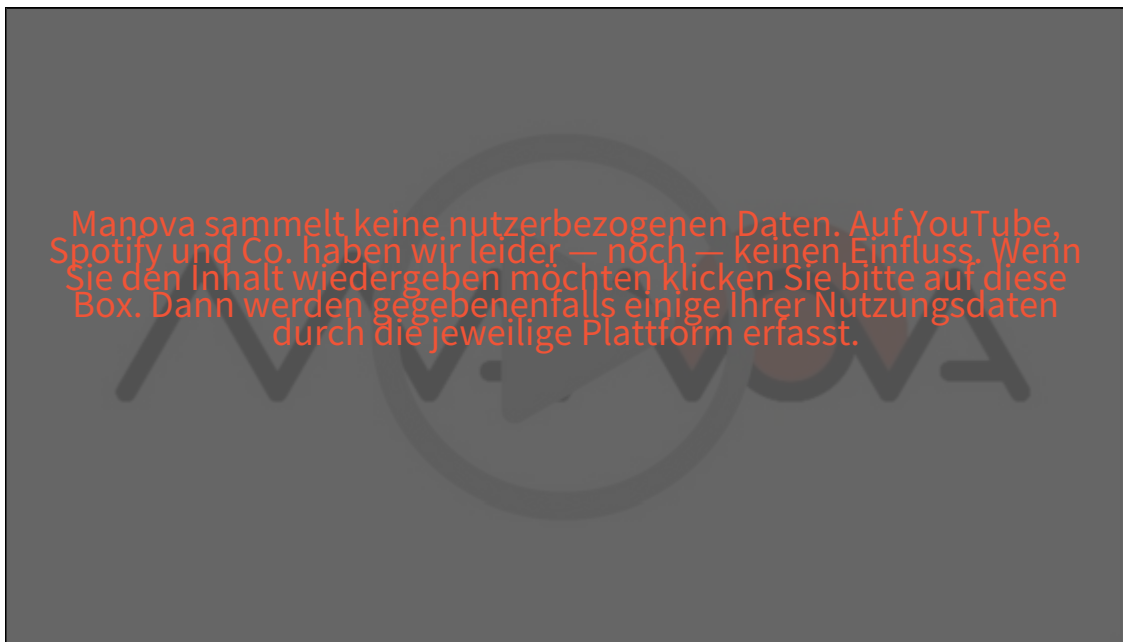 Manova sammelt keine nutzerbezogenen Daten. Auf YouTube,
Spotify und Co. haben wir leider — noch — keinen Einfluss. Wenn
Sie den Inhalt wiedergeben möchten klicken Sie bitte auf diese
Box. Dann werden gegebenenfalls einige Ihrer Nutzungsdaten
durch die jeweilige Plattform erfasst.
MANOVA